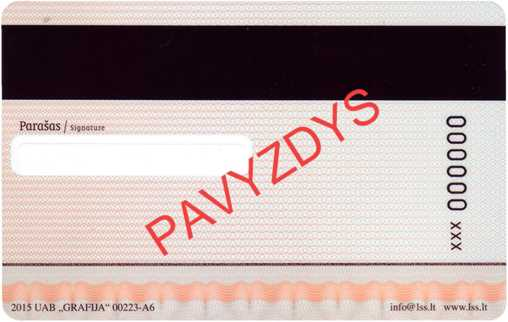 Parašas / Signature
PAVYZDYS
xxx 000000
2015 UAB „GRAFIJA“ 00223-A6
info@lss.lt www.lss.lt